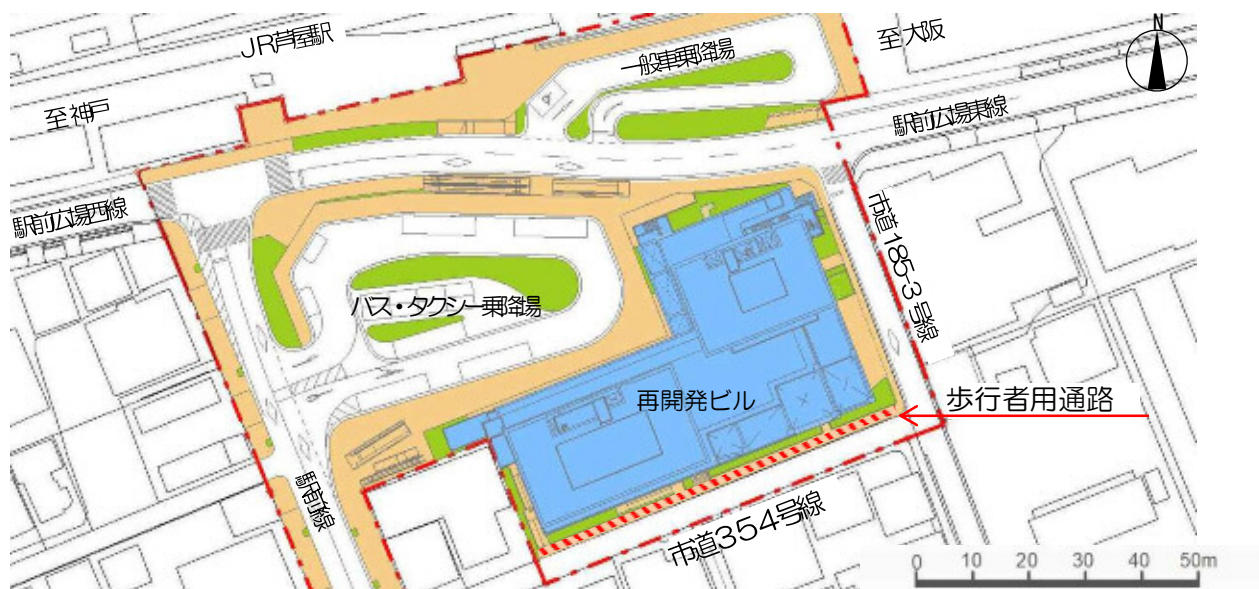 JR芦屋駅
一般車乗降場
至大阪
N
至神戸
駅前広場東線
駅前広場西線
市道185-3号線
バス・タクシー乗降場
再開発ビル
歩行者用通路
駅前線
市道354号線
0 10 20 30 40 50m